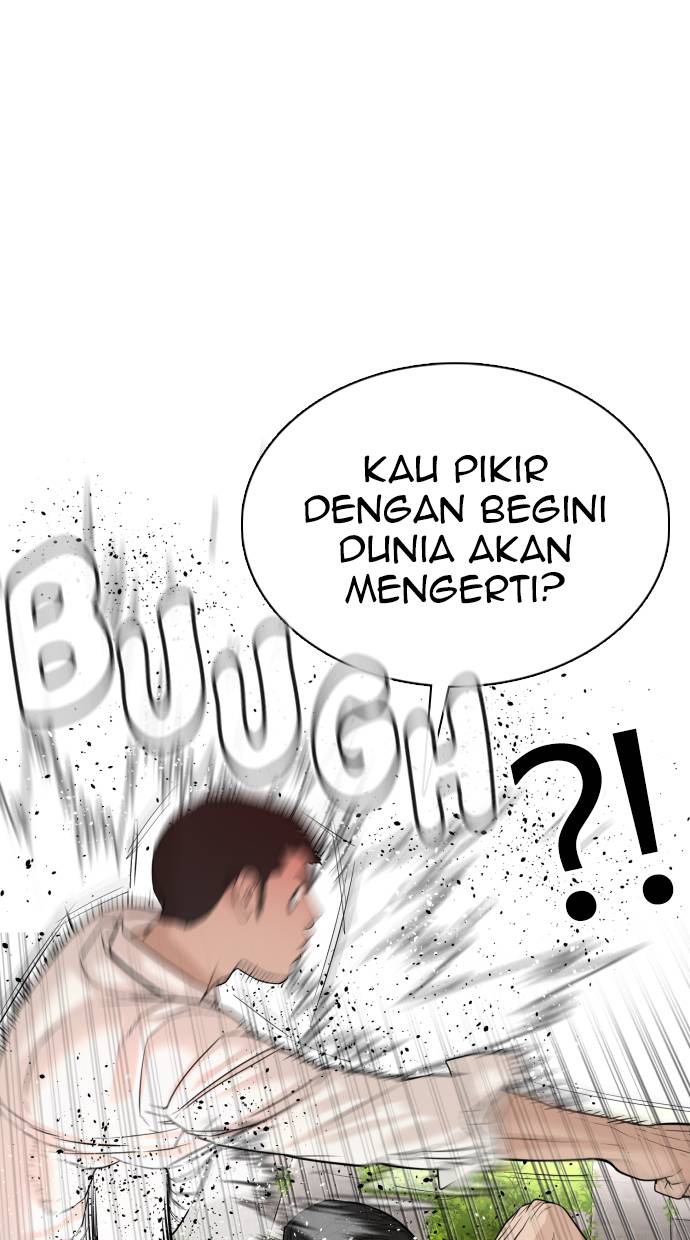 KAU PIKIR
DENGAN BEGINI
DUNIA AKAN
MENGERTI?
BUUGH
?!